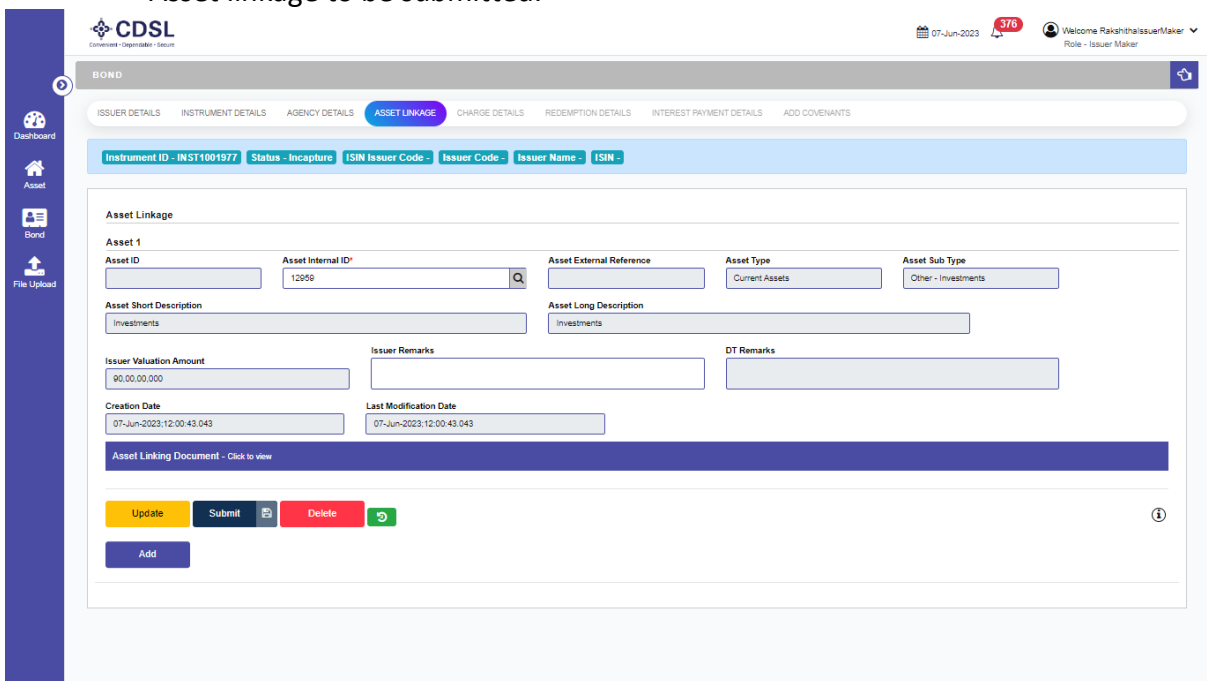 Asset linkage to be submitted.
CDSL
Convenient • Dependable • Secure
07-Jun-2023
376
Welcome RakshithaIssuerMaker
Role - Issuer Maker
BOND
ISSUER DETAILS INSTRUMENT DETAILS AGENCY DETAILS ASSET LINKAGE CHARGE DETAILS REDEMPTION DETAILS INTEREST PAYMENT DETAILS ADD COVENANTS
Dashboard
Asset
Bond
File Upload
Instrument ID - INST1001977 Status - Incapture ISIN Issuer Code - Issuer Code - Issuer Name - ISIN -
Asset Linkage
Asset 1
Asset ID Asset Internal ID* Asset External Reference Asset Type Asset Sub Type
12959 Current Assets Other - Investments
Asset Short Description Asset Long Description
Investments Investments
Issuer Valuation Amount Issuer Remarks DT Remarks
90,00,00,000
Creation Date Last Modification Date
07-Jun-2023;12:00:43.043 07-Jun-2023;12:00:43.043
Asset Linking Document - Click to view
Update Submit Delete
Add